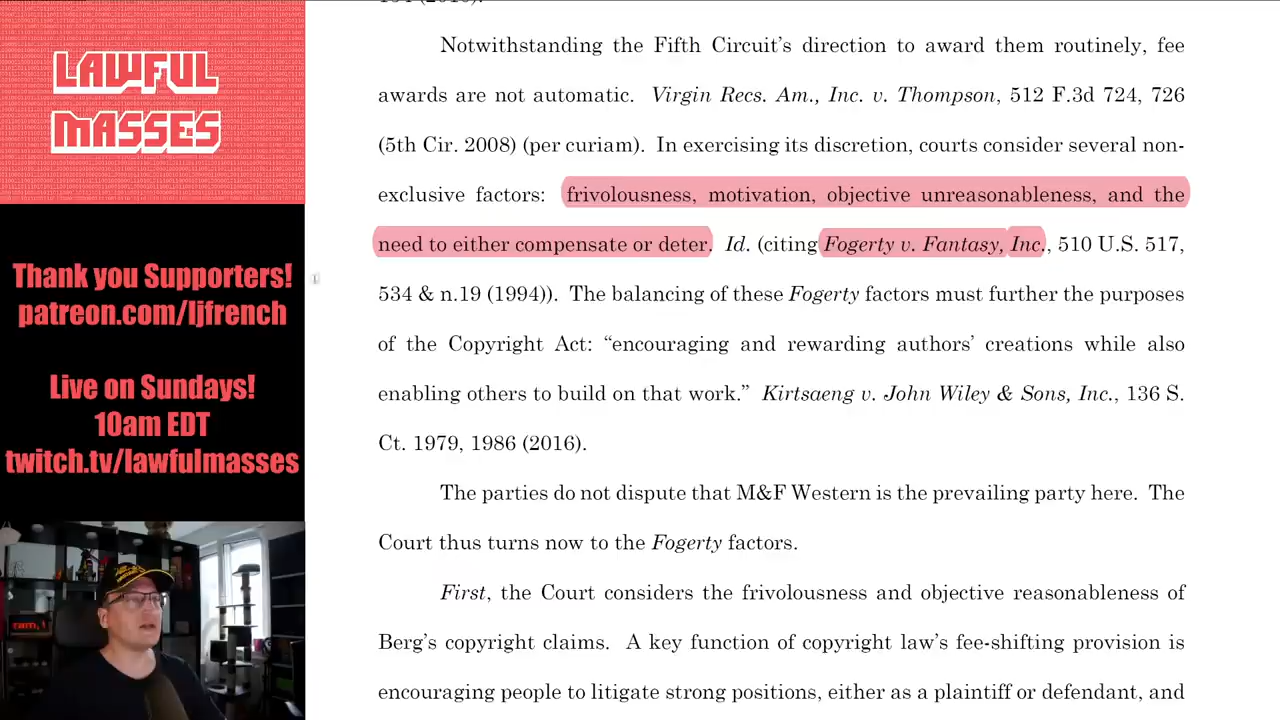 LAWFUL
MASSES
Thank you Supporters!
patreon.com/ljfrench
Live on Sundays!
10am EDT
twitch.tv/lawfulmasses
Notwithstanding the Fifth Circuit's direction to award them routinely, fee
awards are not automatic. Virgin Recs. Am., Inc. v. Thompson, 512 F.3d 724, 726
(5th Cir. 2008) (per curiam). In exercising its discretion, courts consider several non-
exclusive factors: frivolousness, motivation, objective unreasonableness, and the
need to either compensate or deter. Id. (citing Fogerty v. Fantasy, Inc., 510 U.S. 517,
534 & n.19 (1994)). The balancing of these Fogerty factors must further the purposes
of the Copyright Act: “encouraging and rewarding authors’ creations while also
enabling others to build on that work.” Kirtsaeng v. John Wiley & Sons, Inc., 136 S.
Ct. 1979, 1986 (2016).
The parties do not dispute that M&F Western is the prevailing party here. The
Court thus turns now to the Fogerty factors.
First, the Court considers the frivolousness and objective reasonableness of
Berg’s copyright claims. A key function of copyright law’s fee-shifting provision is
encouraging people to litigate strong positions, either as a plaintiff or defendant, and